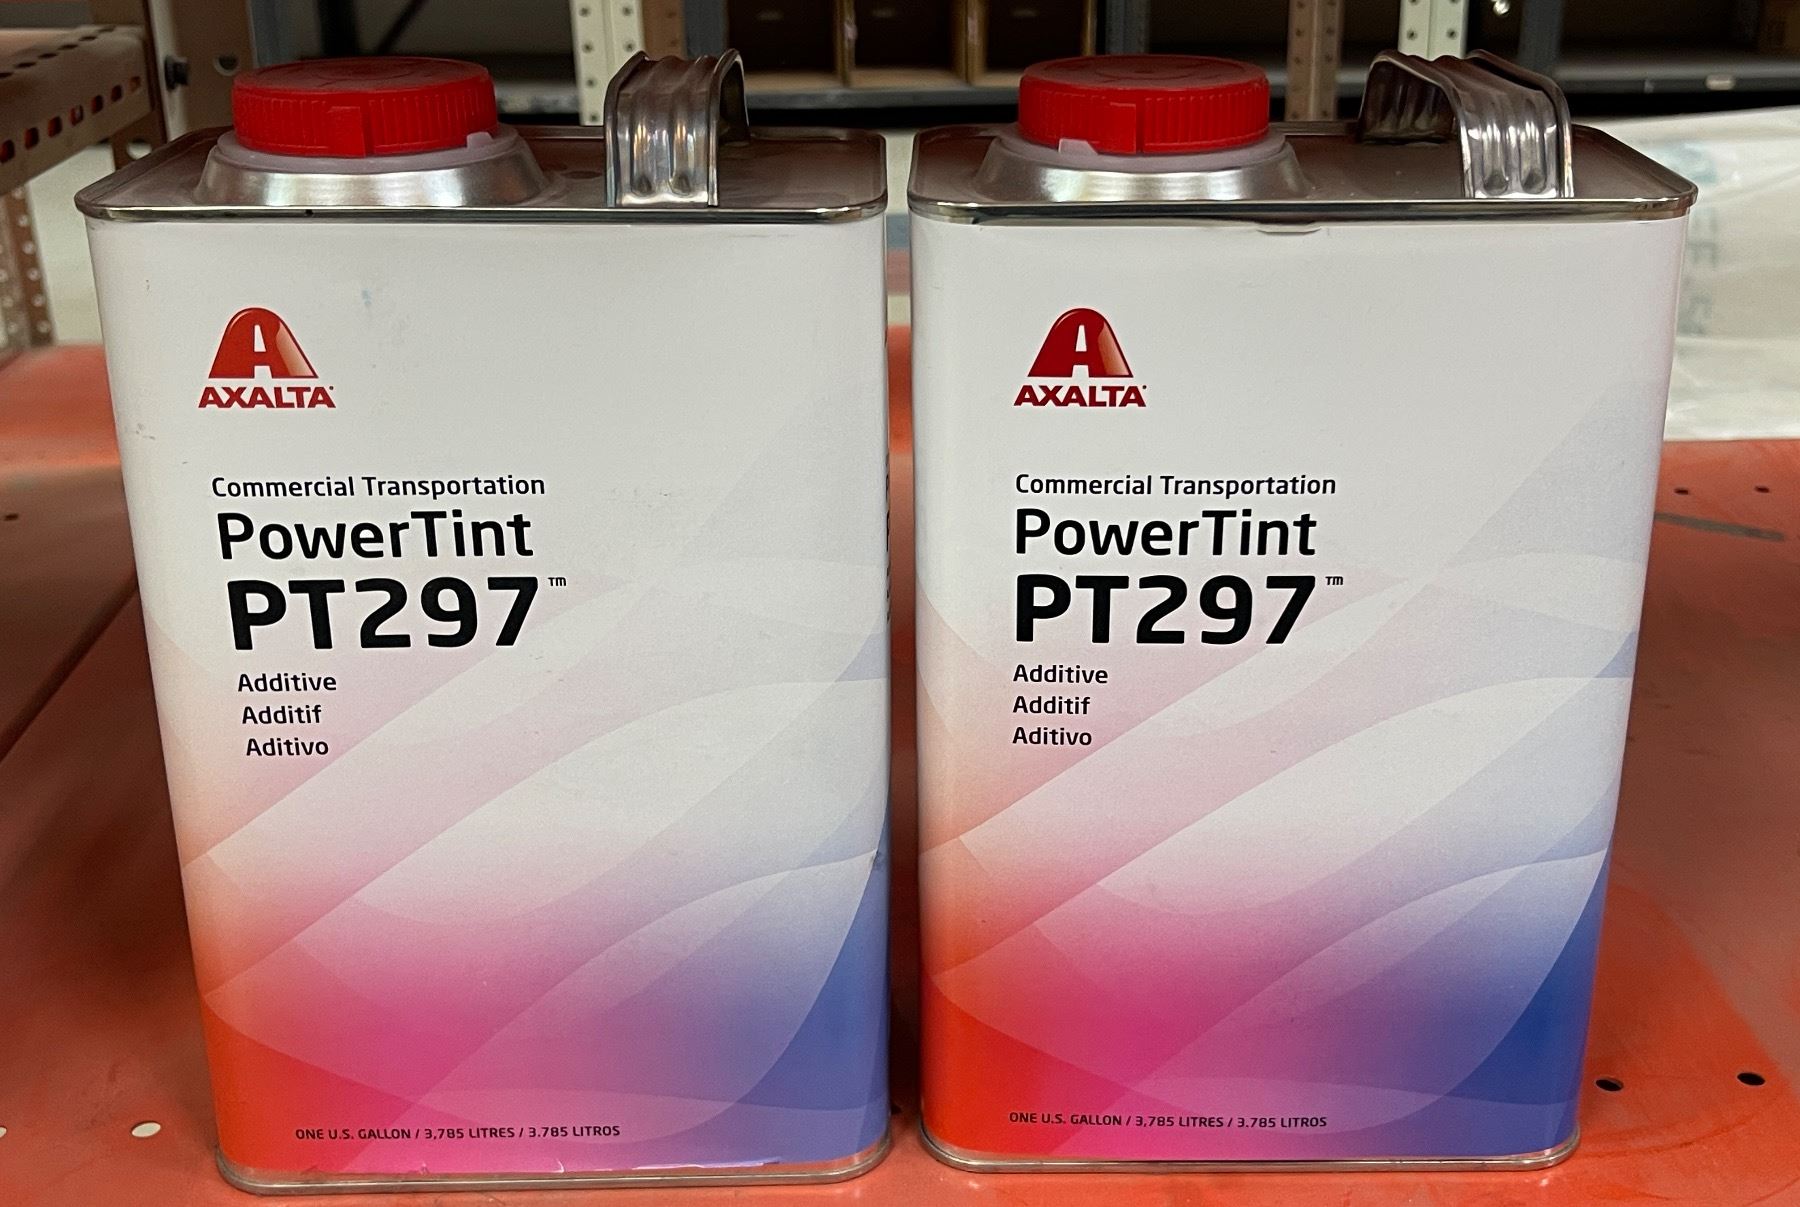 AXALTA
Commercial Transportation
PowerTint
PT297™
Additive
Additif
Aditivo
ONE U.S. GALLON / 3,785 LITRES / 3.785 LITROS
AXALTA
Commercial Transportation
PowerTint
PT297™
Additive
Additif
Aditivo
ONE U.S. GALLON / 3,785 LITRES / 3.785 LITROS